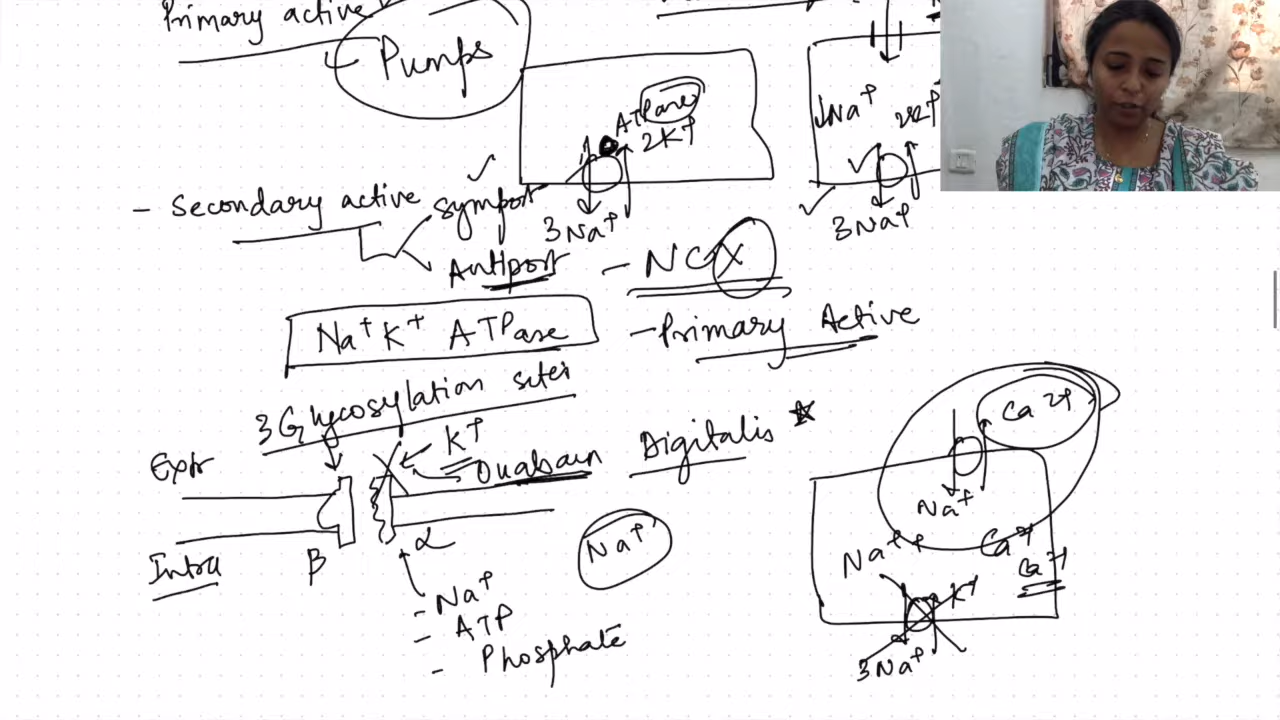 Primary active
Pumps
ATPase
2K+
3Na+
3Na+
2K+
3Na+
- Secondary active
symport
Antiport
- NCX
Na+ K+ ATPase
- Primary Active
3 Glycosylation sites
K+
Ouabain
Digitalis
Extr
Intra
β
α
- Na+
- ATP
- Phosphate
Na+
Ca2+
Na+
Na+ +
Ca2+
Ca2+
K+
3Na+